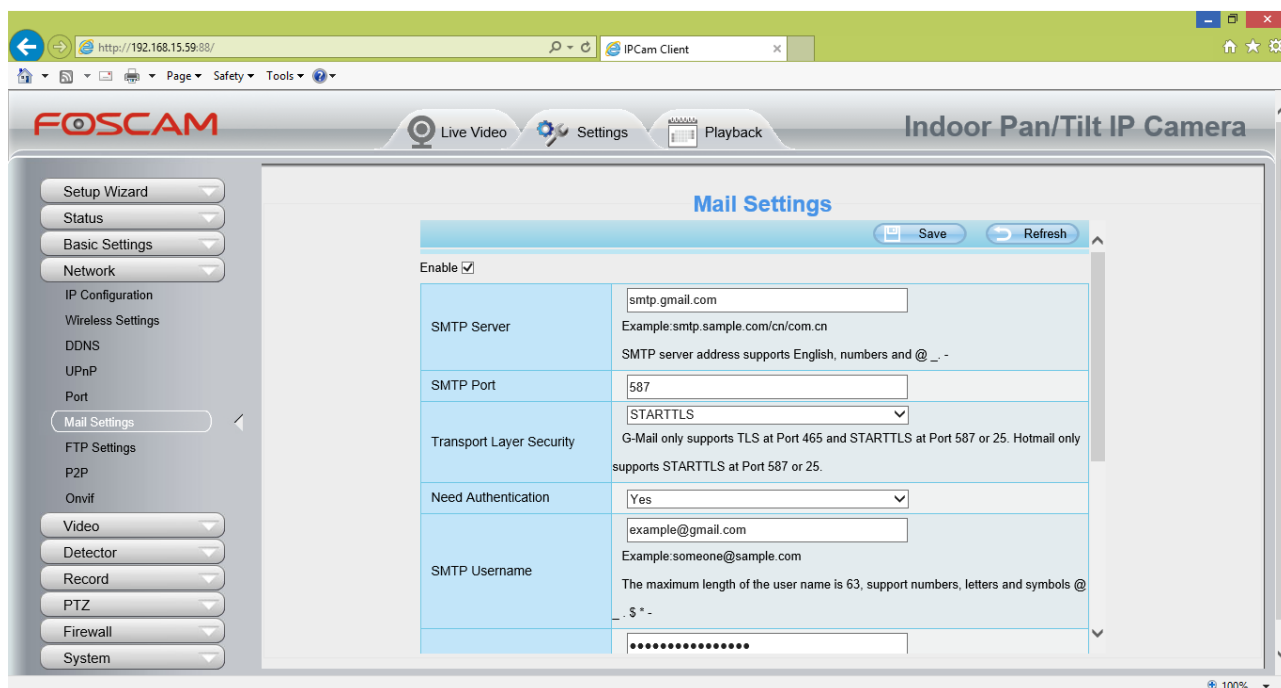 http://192.168.15.59:88/
IPCam Client
Page Safety Tools
FOSCAM
Live Video
Settings
Playback
Indoor Pan/Tilt IP Camera
Setup Wizard
Status
Basic Settings
Network
IP Configuration
Wireless Settings
DDNS
UPnP
Port
Mail Settings
FTP Settings
P2P
Onvif
Video
Detector
Record
PTZ
Firewall
System
Mail Settings
Save
Refresh
Enable
SMTP Server
smtp.gmail.com
Example:smtp.sample.com/cn/com.cn
SMTP server address supports English, numbers and @ _. -
SMTP Port
587
Transport Layer Security
STARTTLS
G-Mail only supports TLS at Port 465 and STARTTLS at Port 587 or 25. Hotmail only
supports STARTTLS at Port 587 or 25.
Need Authentication
Yes
SMTP Username
example@gmail.com
Example:someone@sample.com
The maximum length of the user name is 63, support numbers, letters and symbols @
_ . $ * -
●●●●●●●●●●●●●●●●
100%